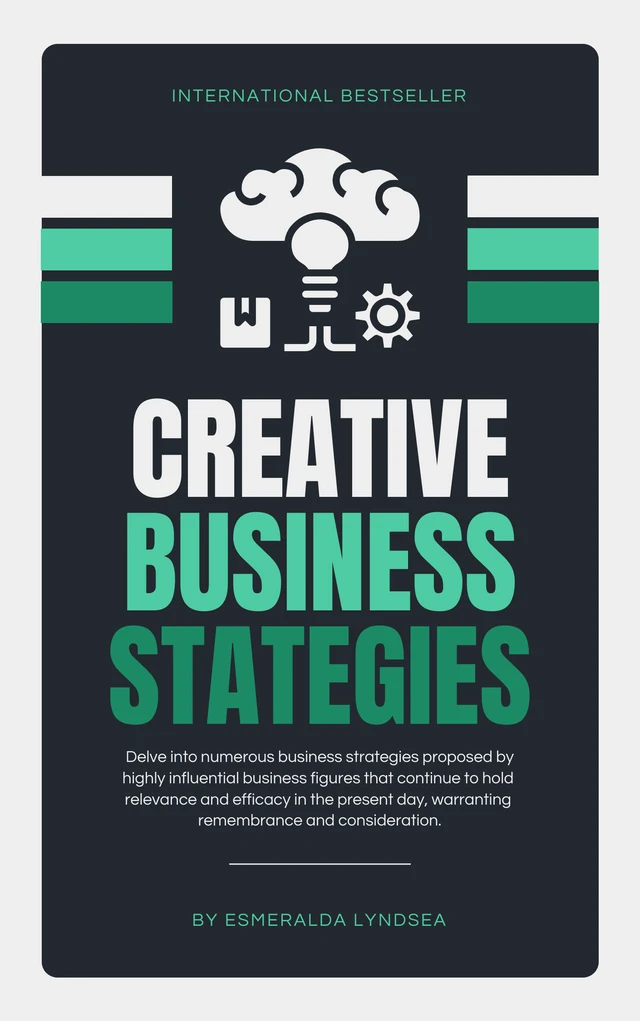 INTERNATIONAL BESTSELLER
CREATIVE
BUSINESS
STATEGIES
Delve into numerous business strategies proposed by
highly influential business figures that continue to hold
relevance and efficacy in the present day, warranting
remembrance and consideration.
BY ESMERALDA LYNDSEA